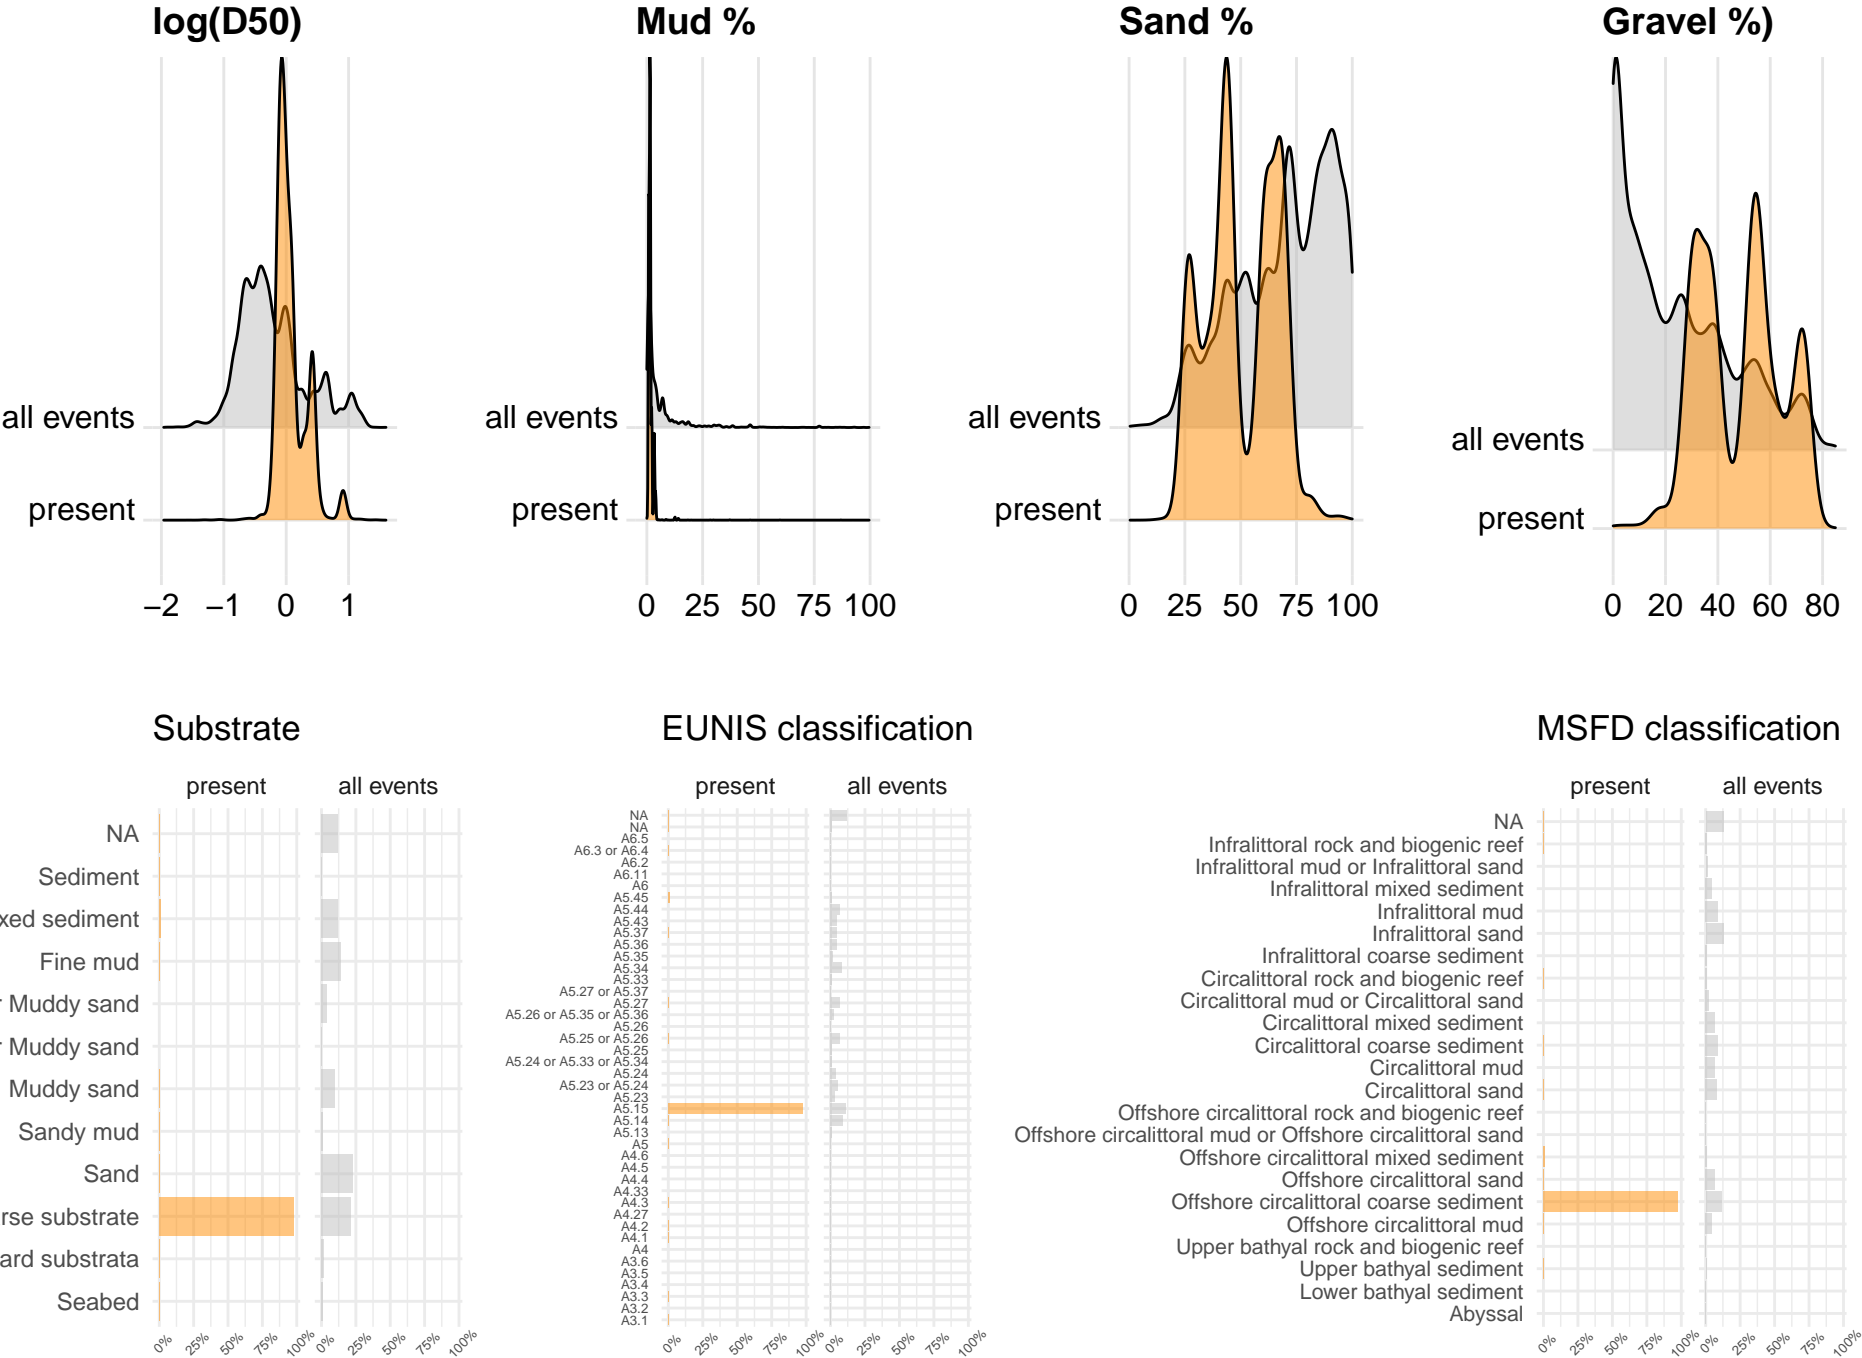 log(D50)
Mud %
Sand %
Gravel %)
all events
present
−2 −1 0 1
all events
present
0 25 50 75 100
all events
present
0 25 50 75 100
all events
present
0 20 40 60 80
Substrate
present all events
NA
Sediment
xed sediment
Fine mud
r Muddy sand
r Muddy sand
Muddy sand
Sandy mud
Sand
rse substrate
ard substrata
Seabed
0% 25% 50% 75% 100% 0% 25% 50% 75% 100%
EUNIS classification
present all events
NA
NA
A6.5
A6.3 or A6.4
A6.2
A6.11
A6
A5.45
A5.44
A5.43
A5.37
A5.36
A5.35
A5.34
A5.33
A5.27 or A5.37
A5.27
A5.26 or A5.35 or A5.36
A5.26
A5.25 or A5.26
A5.25
A5.24 or A5.33 or A5.34
A5.24
A5.23 or A5.24
A5.23
A5.15
A5.14
A5.13
A5
A4.6
A4.5
A4.4
A4.33
A4.3
A4.27
A4.2
A4.1
A4
A3.6
A3.5
A3.4
A3.3
A3.2
A3.1
0% 25% 50% 75% 100% 0% 25% 50% 75% 100%
MSFD classification
present all events
NA
Infralittoral rock and biogenic reef
Infralittoral mud or Infralittoral sand
Infralittoral mixed sediment
Infralittoral mud
Infralittoral sand
Infralittoral coarse sediment
Circalittoral rock and biogenic reef
Circalittoral mud or Circalittoral sand
Circalittoral mixed sediment
Circalittoral coarse sediment
Circalittoral mud
Circalittoral sand
Offshore circalittoral rock and biogenic reef
Offshore circalittoral mud or Offshore circalittoral sand
Offshore circalittoral mixed sediment
Offshore circalittoral sand
Offshore circalittoral coarse sediment
Offshore circalittoral mud
Upper bathyal rock and biogenic reef
Upper bathyal sediment
Lower bathyal sediment
Abyssal
0% 25% 50% 75% 100% 0% 25% 50% 75% 100%